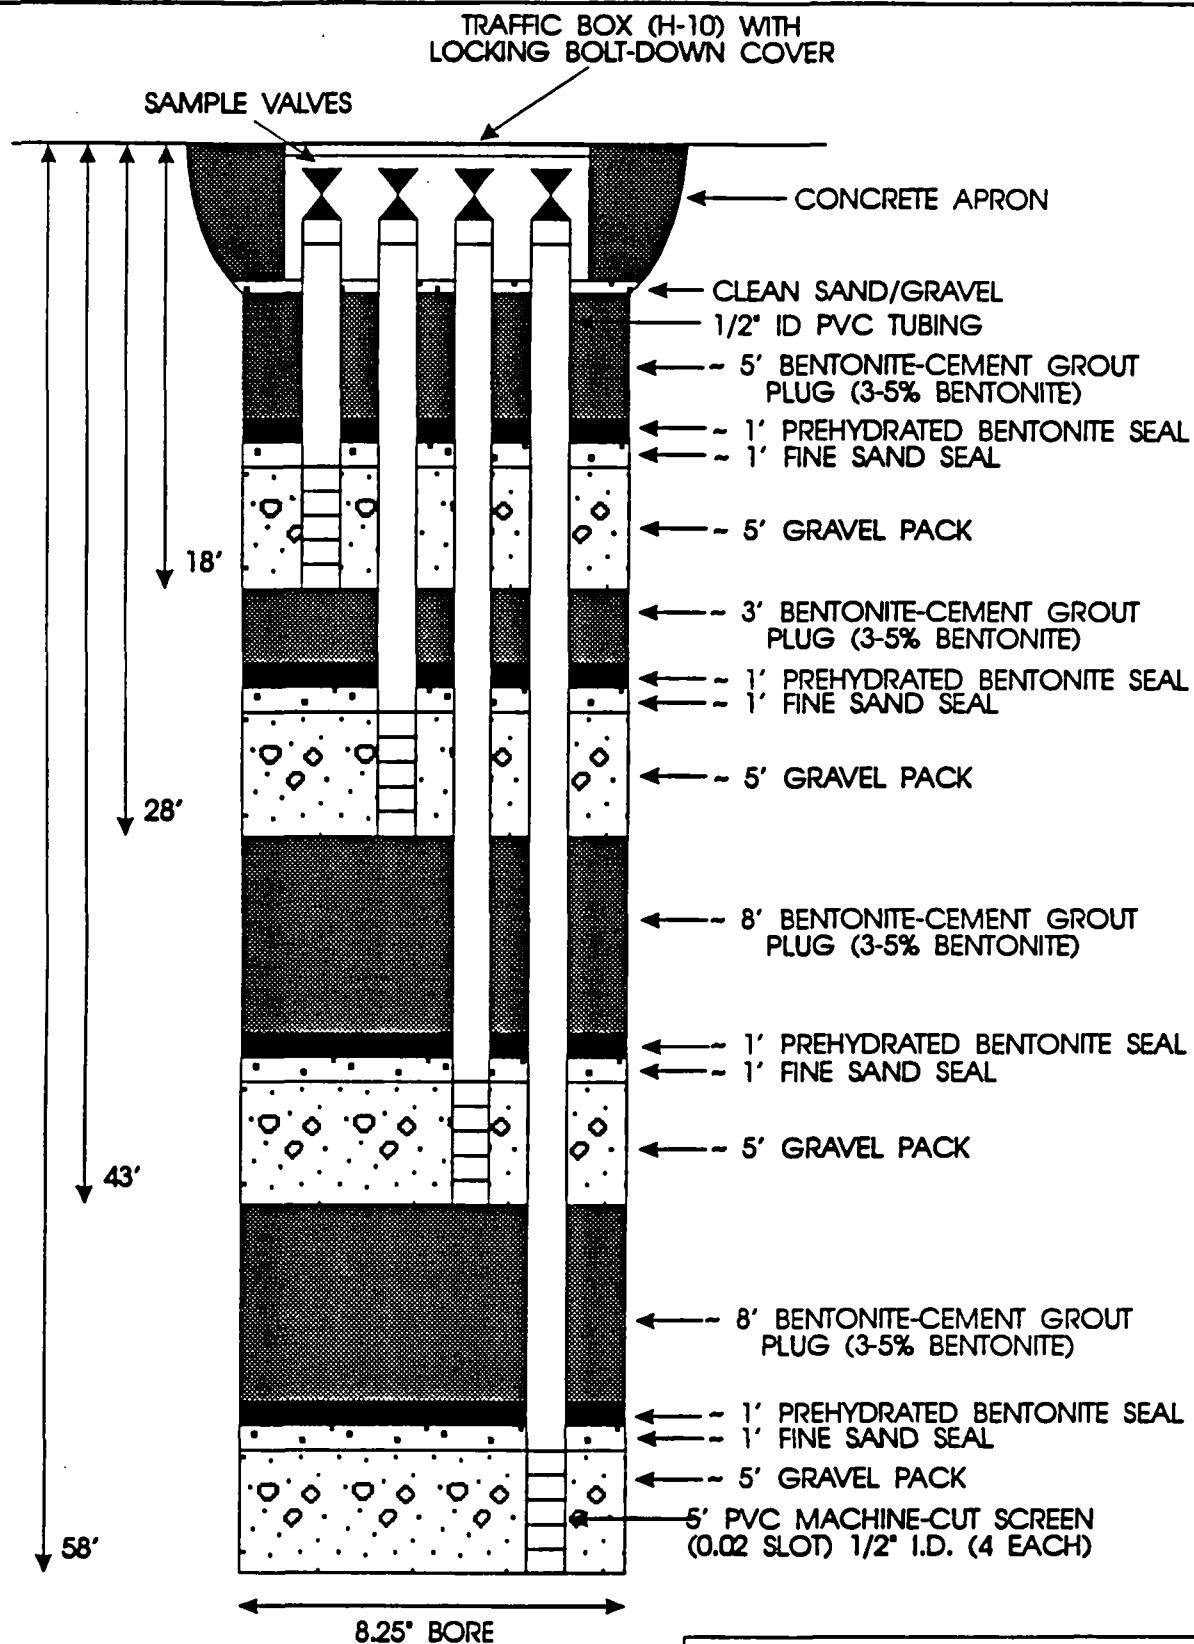 TRAFFIC BOX (H-10) WITH
LOCKING BOLT-DOWN COVER
SAMPLE VALVES
CONCRETE APRON
CLEAN SAND/GRAVEL
1/2" ID PVC TUBING
~ 5' BENTONITE-CEMENT GROUT
PLUG (3-5% BENTONITE)
~ 1' PREHYDRATED BENTONITE SEAL
~ 1' FINE SAND SEAL
~ 5' GRAVEL PACK
18'
~ 3' BENTONITE-CEMENT GROUT
PLUG (3-5% BENTONITE)
~ 1' PREHYDRATED BENTONITE SEAL
~ 1' FINE SAND SEAL
~ 5' GRAVEL PACK
28'
~ 8' BENTONITE-CEMENT GROUT
PLUG (3-5% BENTONITE)
~ 1' PREHYDRATED BENTONITE SEAL
~ 1' FINE SAND SEAL
~ 5' GRAVEL PACK
43'
~ 8' BENTONITE-CEMENT GROUT
PLUG (3-5% BENTONITE)
~ 1' PREHYDRATED BENTONITE SEAL
~ 1' FINE SAND SEAL
~ 5' GRAVEL PACK
5' PVC MACHINE-CUT SCREEN
(0.02 SLOT) 1/2" I.D. (4 EACH)
58'
8.25" BORE